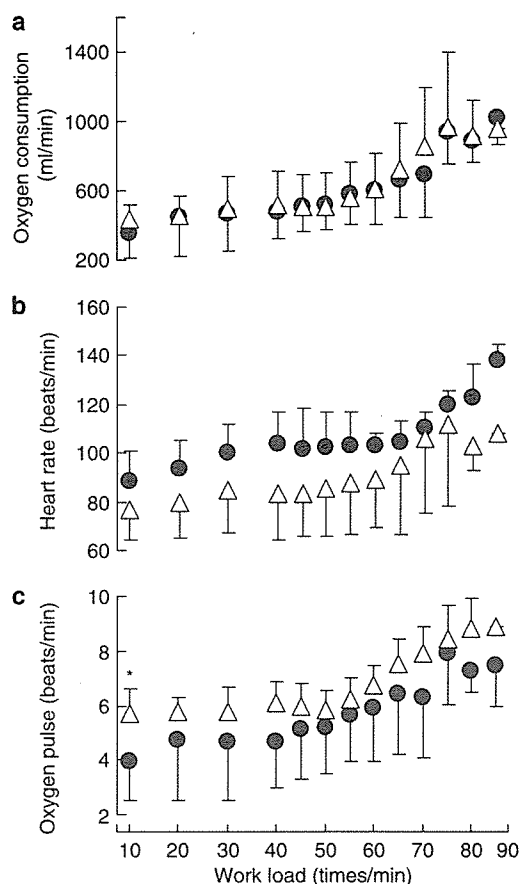 a
Oxygen consumption
(ml/min)
1400
1000
600
200
b
Heart rate (beats/min)
160
140
120
100
80
60
c
Oxygen pulse (beats/min)
10
8
6
4
2
*
10 20 30 40 50 60 70 80 90
Work load (times/min)